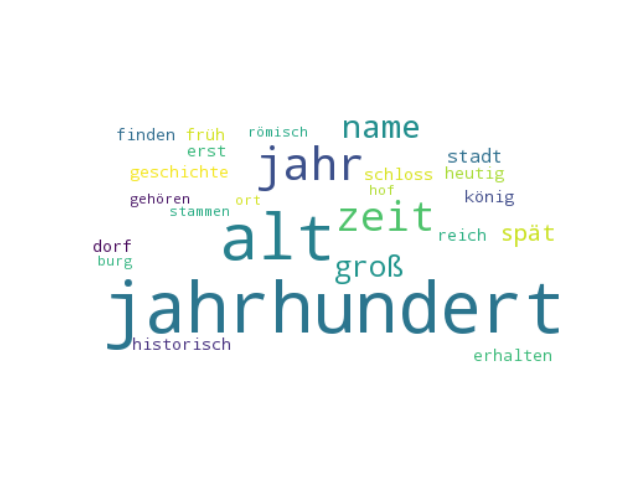 name
finden früh römisch
erst jahr stadt
geschichte schloss heutig
hof
gehören ort könig
stammen zeit
alt reich spät
dorf
burg groß
jahrhundert
historisch
erhalten